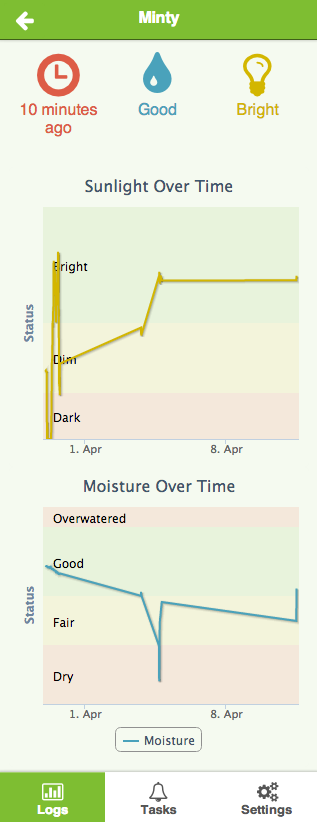 Minty
10 minutes
ago
Good
Bright
Sunlight Over Time
Status
Bright
Dim
Dark
1. Apr
8. Apr
Moisture Over Time
Status
Overwatered
Good
Fair
Dry
1. Apr
8. Apr
Moisture
Logs
Tasks
Settings